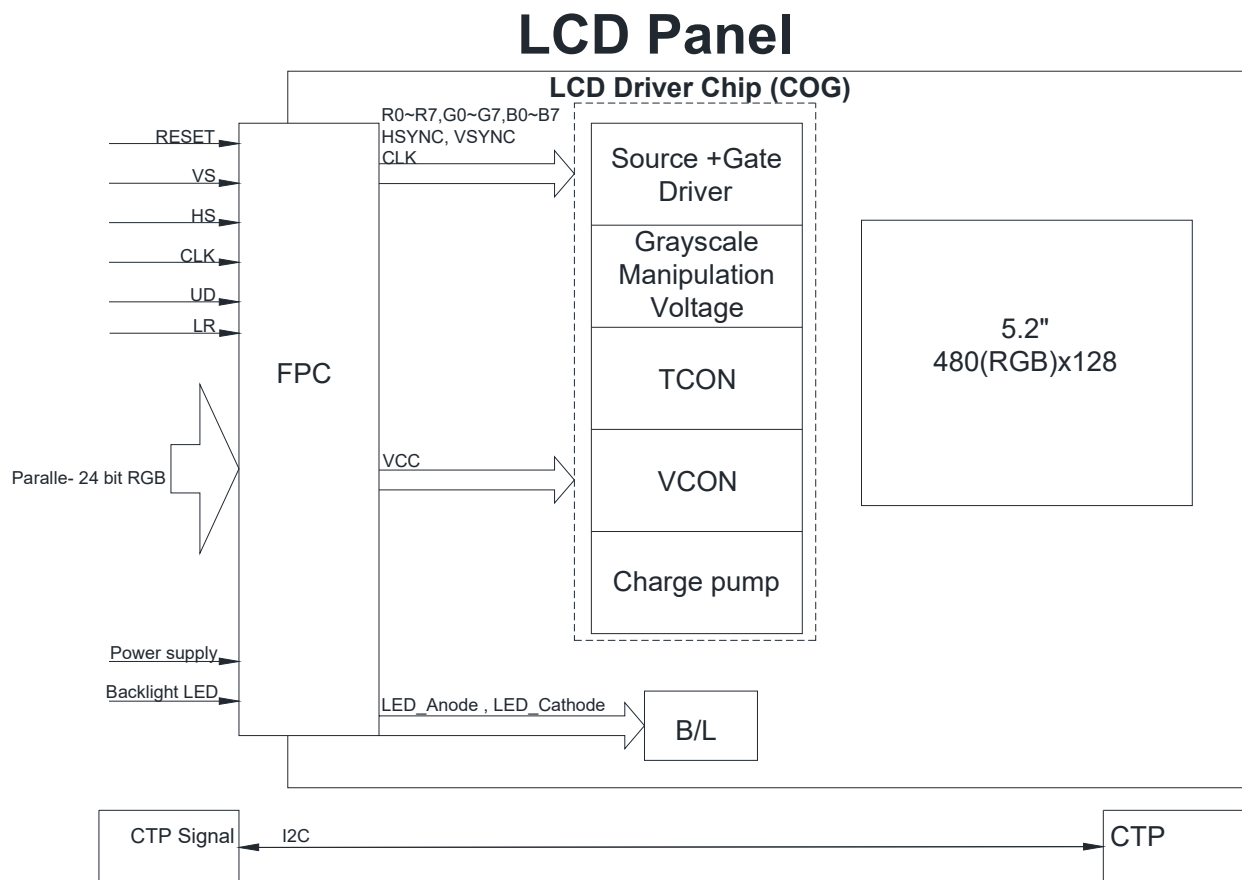 LCD Panel
LCD Driver Chip (COG)
R0~R7,G0~G7,B0~B7
HSYNC, VSYNC
CLK
RESET
VS
HS
CLK
UD
LR
FPC
Paralle- 24 bit RGB
VCC
Source +Gate
Driver
Grayscale
Manipulation
Voltage
TCON
VCON
Charge pump
5.2"
480(RGB)x128
Power supply
Backlight LED
LED_Anode , LED_Cathode
B/L
CTP Signal
I2C
CTP